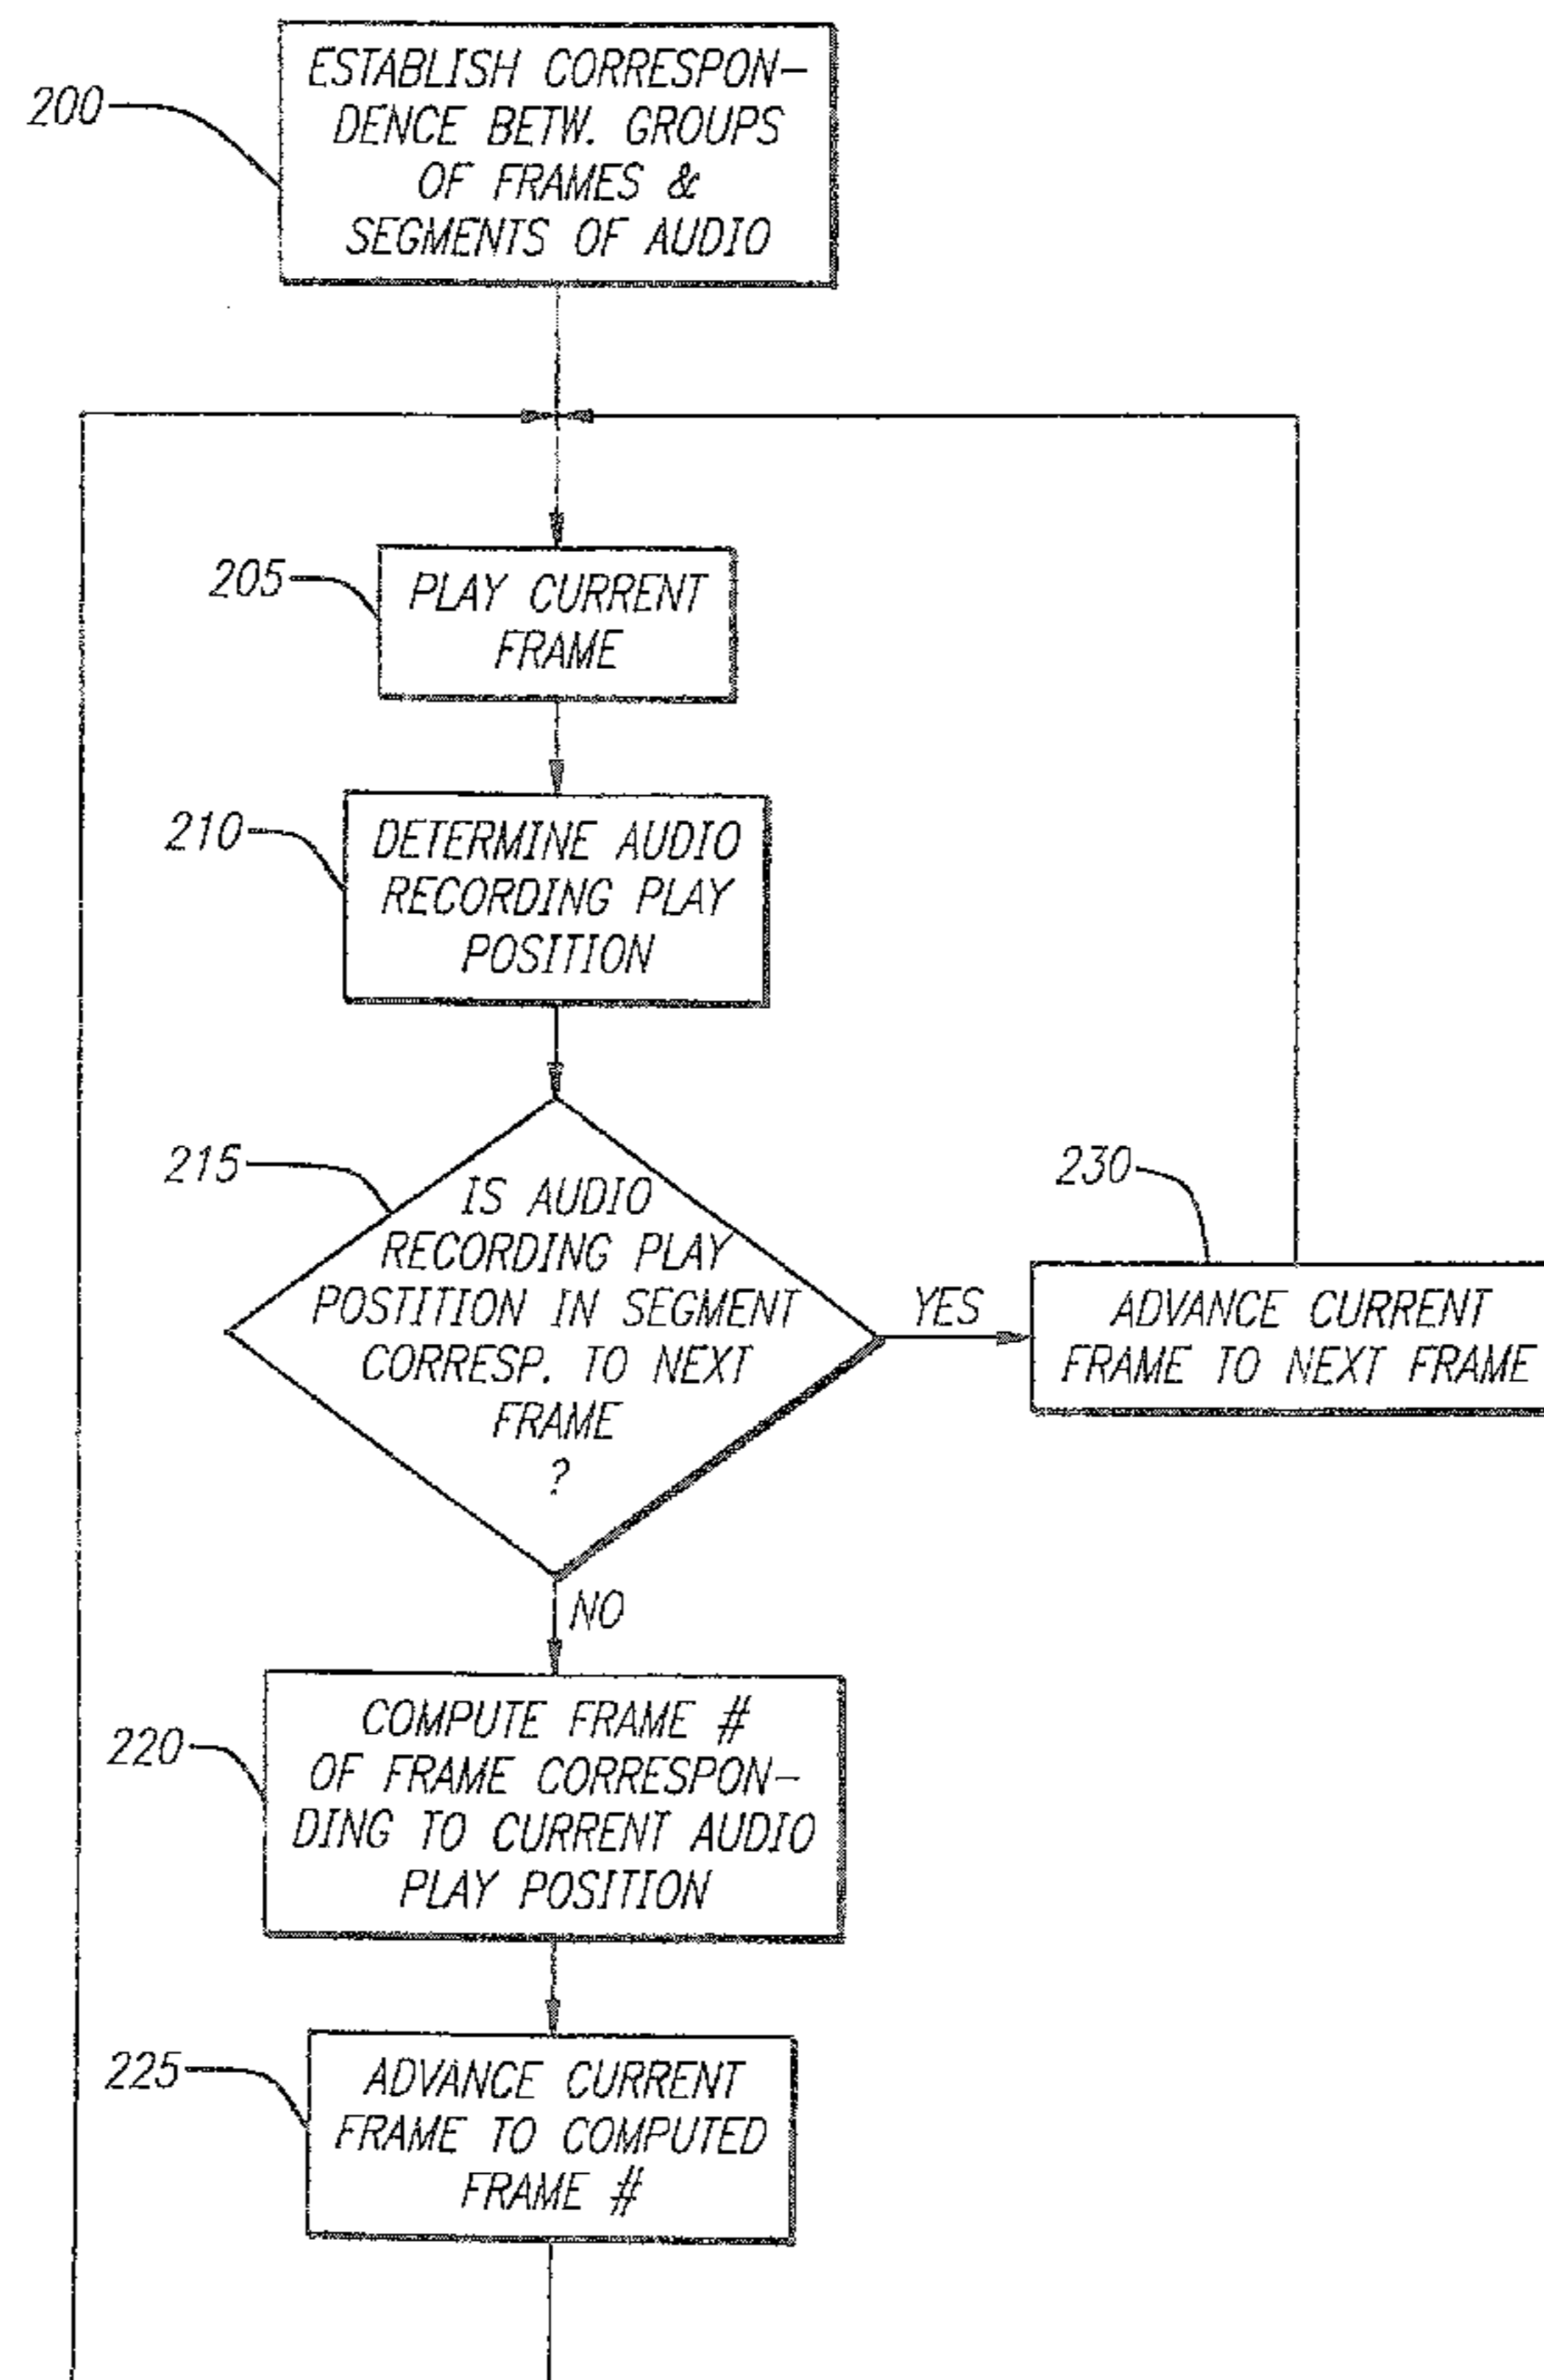 200
ESTABLISH CORRESPON-
DENCE BETW. GROUPS
OF FRAMES &
SEGMENTS OF AUDIO
205
PLAY CURRENT
FRAME
210
DETERMINE AUDIO
RECORDING PLAY
POSITION
215
IS AUDIO
RECORDING PLAY
POSTITION IN SEGMENT
CORRESP. TO NEXT
FRAME
?
YES
230
ADVANCE CURRENT
FRAME TO NEXT FRAME
NO
220
COMPUTE FRAME #
OF FRAME CORRESPON-
DING TO CURRENT AUDIO
PLAY POSITION
225
ADVANCE CURRENT
FRAME TO COMPUTED
FRAME #